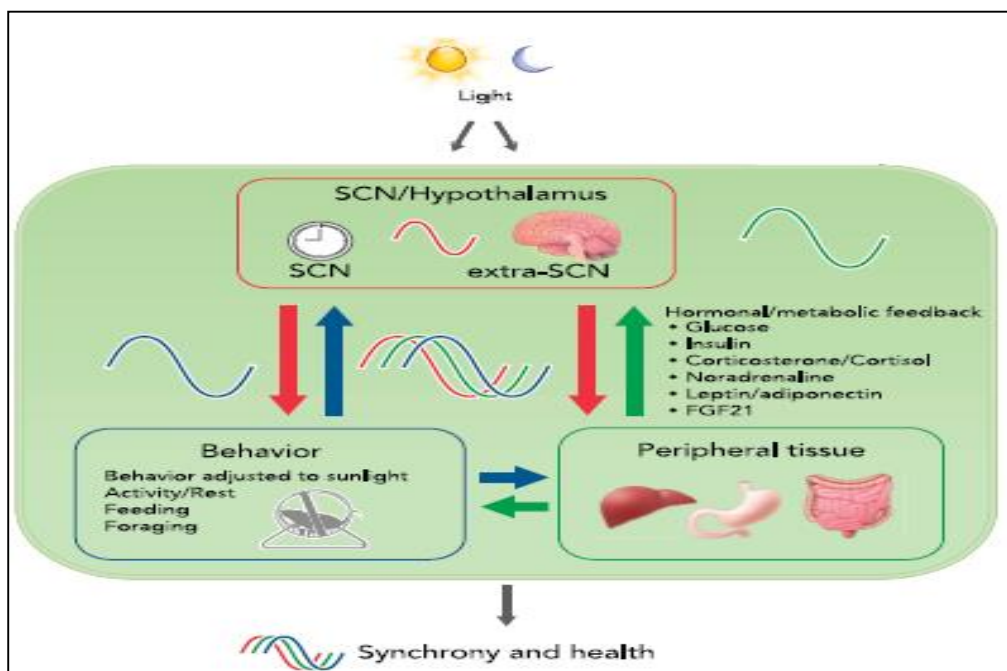 Light
SCN/Hypothalamus
SCN
extra-SCN
Hormonal/metabolic feedback
• Glucose
• Insulin
• Corticosterone/Cortisol
• Noradrenaline
• Leptin/adiponectin
• FGF21
Behavior
Behavior adjusted to sunlight
Activity/Rest
Feeding
Foraging
Peripheral tissue
Synchrony and health